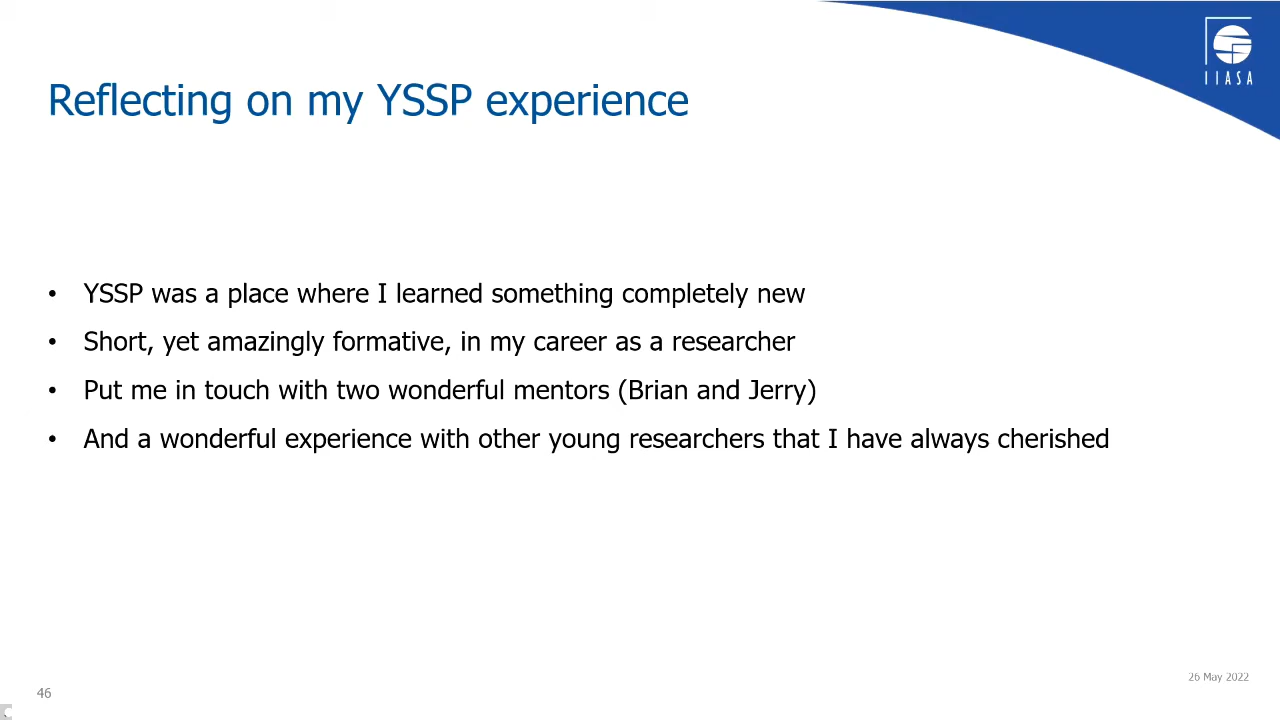 IIASA
Reflecting on my YSSP experience
• YSSP was a place where I learned something completely new
• Short, yet amazingly formative, in my career as a researcher
• Put me in touch with two wonderful mentors (Brian and Jerry)
• And a wonderful experience with other young researchers that I have always cherished
26 May 2022
46